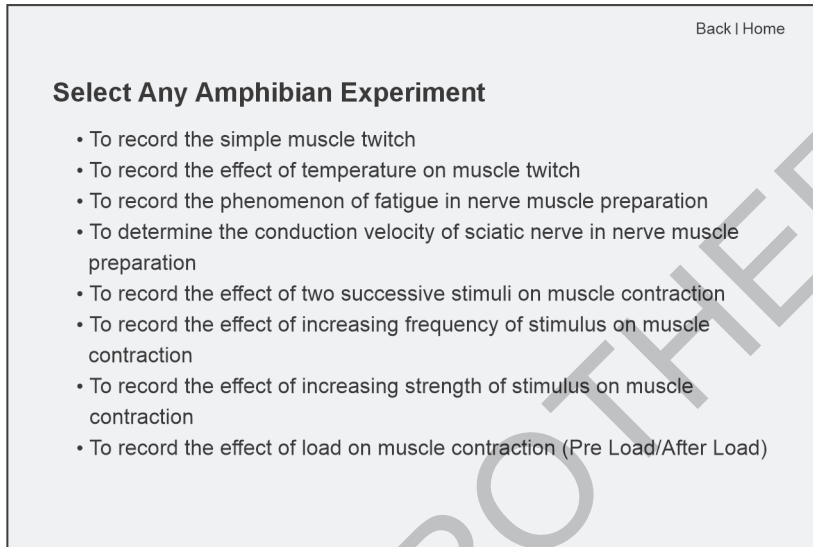 Back | Home
Select Any Amphibian Experiment
• To record the simple muscle twitch
• To record the effect of temperature on muscle twitch
• To record the phenomenon of fatigue in nerve muscle preparation
• To determine the conduction velocity of sciatic nerve in nerve muscle
preparation
• To record the effect of two successive stimuli on muscle contraction
• To record the effect of increasing frequency of stimulus on muscle
contraction
• To record the effect of increasing strength of stimulus on muscle
contraction
• To record the effect of load on muscle contraction (Pre Load/After Load)